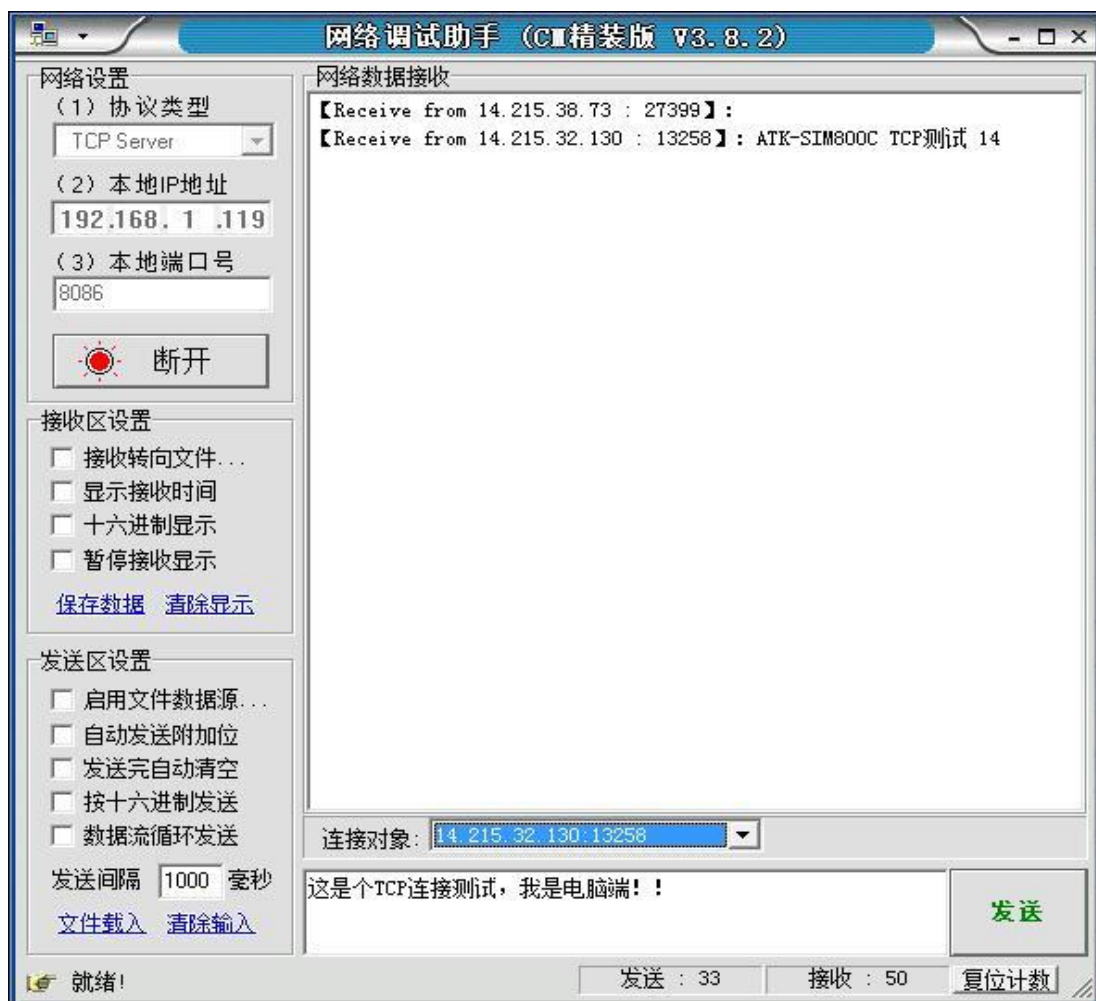 网络调试助手 (CⅡ精装版 V3.8.2)
网络设置
(1) 协议类型
TCP Server
(2) 本地IP地址
192.168. 1 .119
(3) 本地端口号
8086
断开
接收区设置
接收转向文件...
显示接收时间
十六进制显示
暂停接收显示
保存数据 清除显示
发送区设置
启用文件数据源...
自动发送附加位
发送完自动清空
按十六进制发送
数据流循环发送
发送间隔 1000 毫秒
文件载入 清除输入
网络数据接收
【Receive from 14.215.38.73 : 27399】:
【Receive from 14.215.32.130 : 13258】: ATK-SIM800C TCP测试 14
连接对象: 14.215.32.130:13258
这是个TCP连接测试，我是电脑端！！
发送
就绪!
发送 : 33
接收 : 50
复位计数